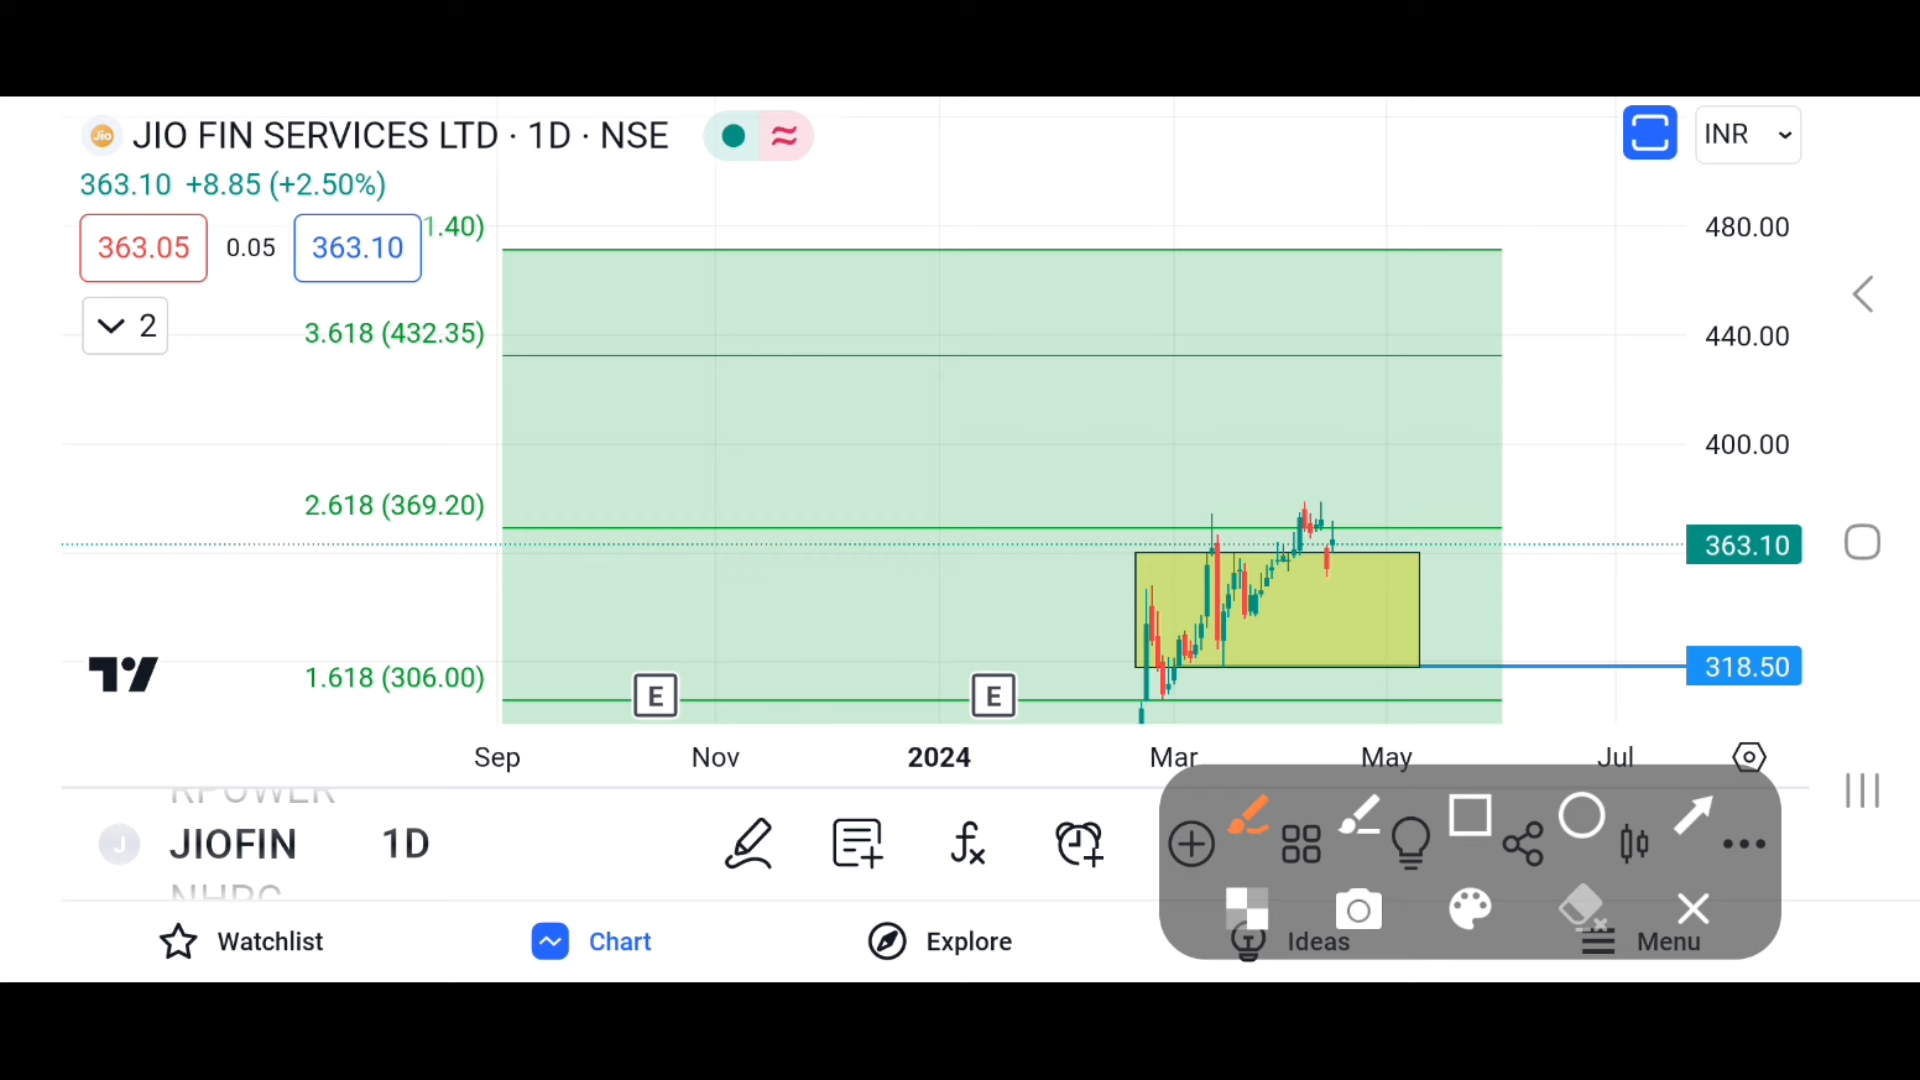 JIO FIN SERVICES LTD · 1D · NSE
INR
363.10 +8.85 (+2.50%)
363.05 0.05 363.10
1.40)
480.00
2
3.618 (432.35)
440.00
400.00
2.618 (369.20)
363.10
318.50
1.618 (306.00)
E E
Sep Nov 2024 Mar May Jul
RPOWER
J JIOFIN 1D
Watchlist Chart Explore Ideas Menu